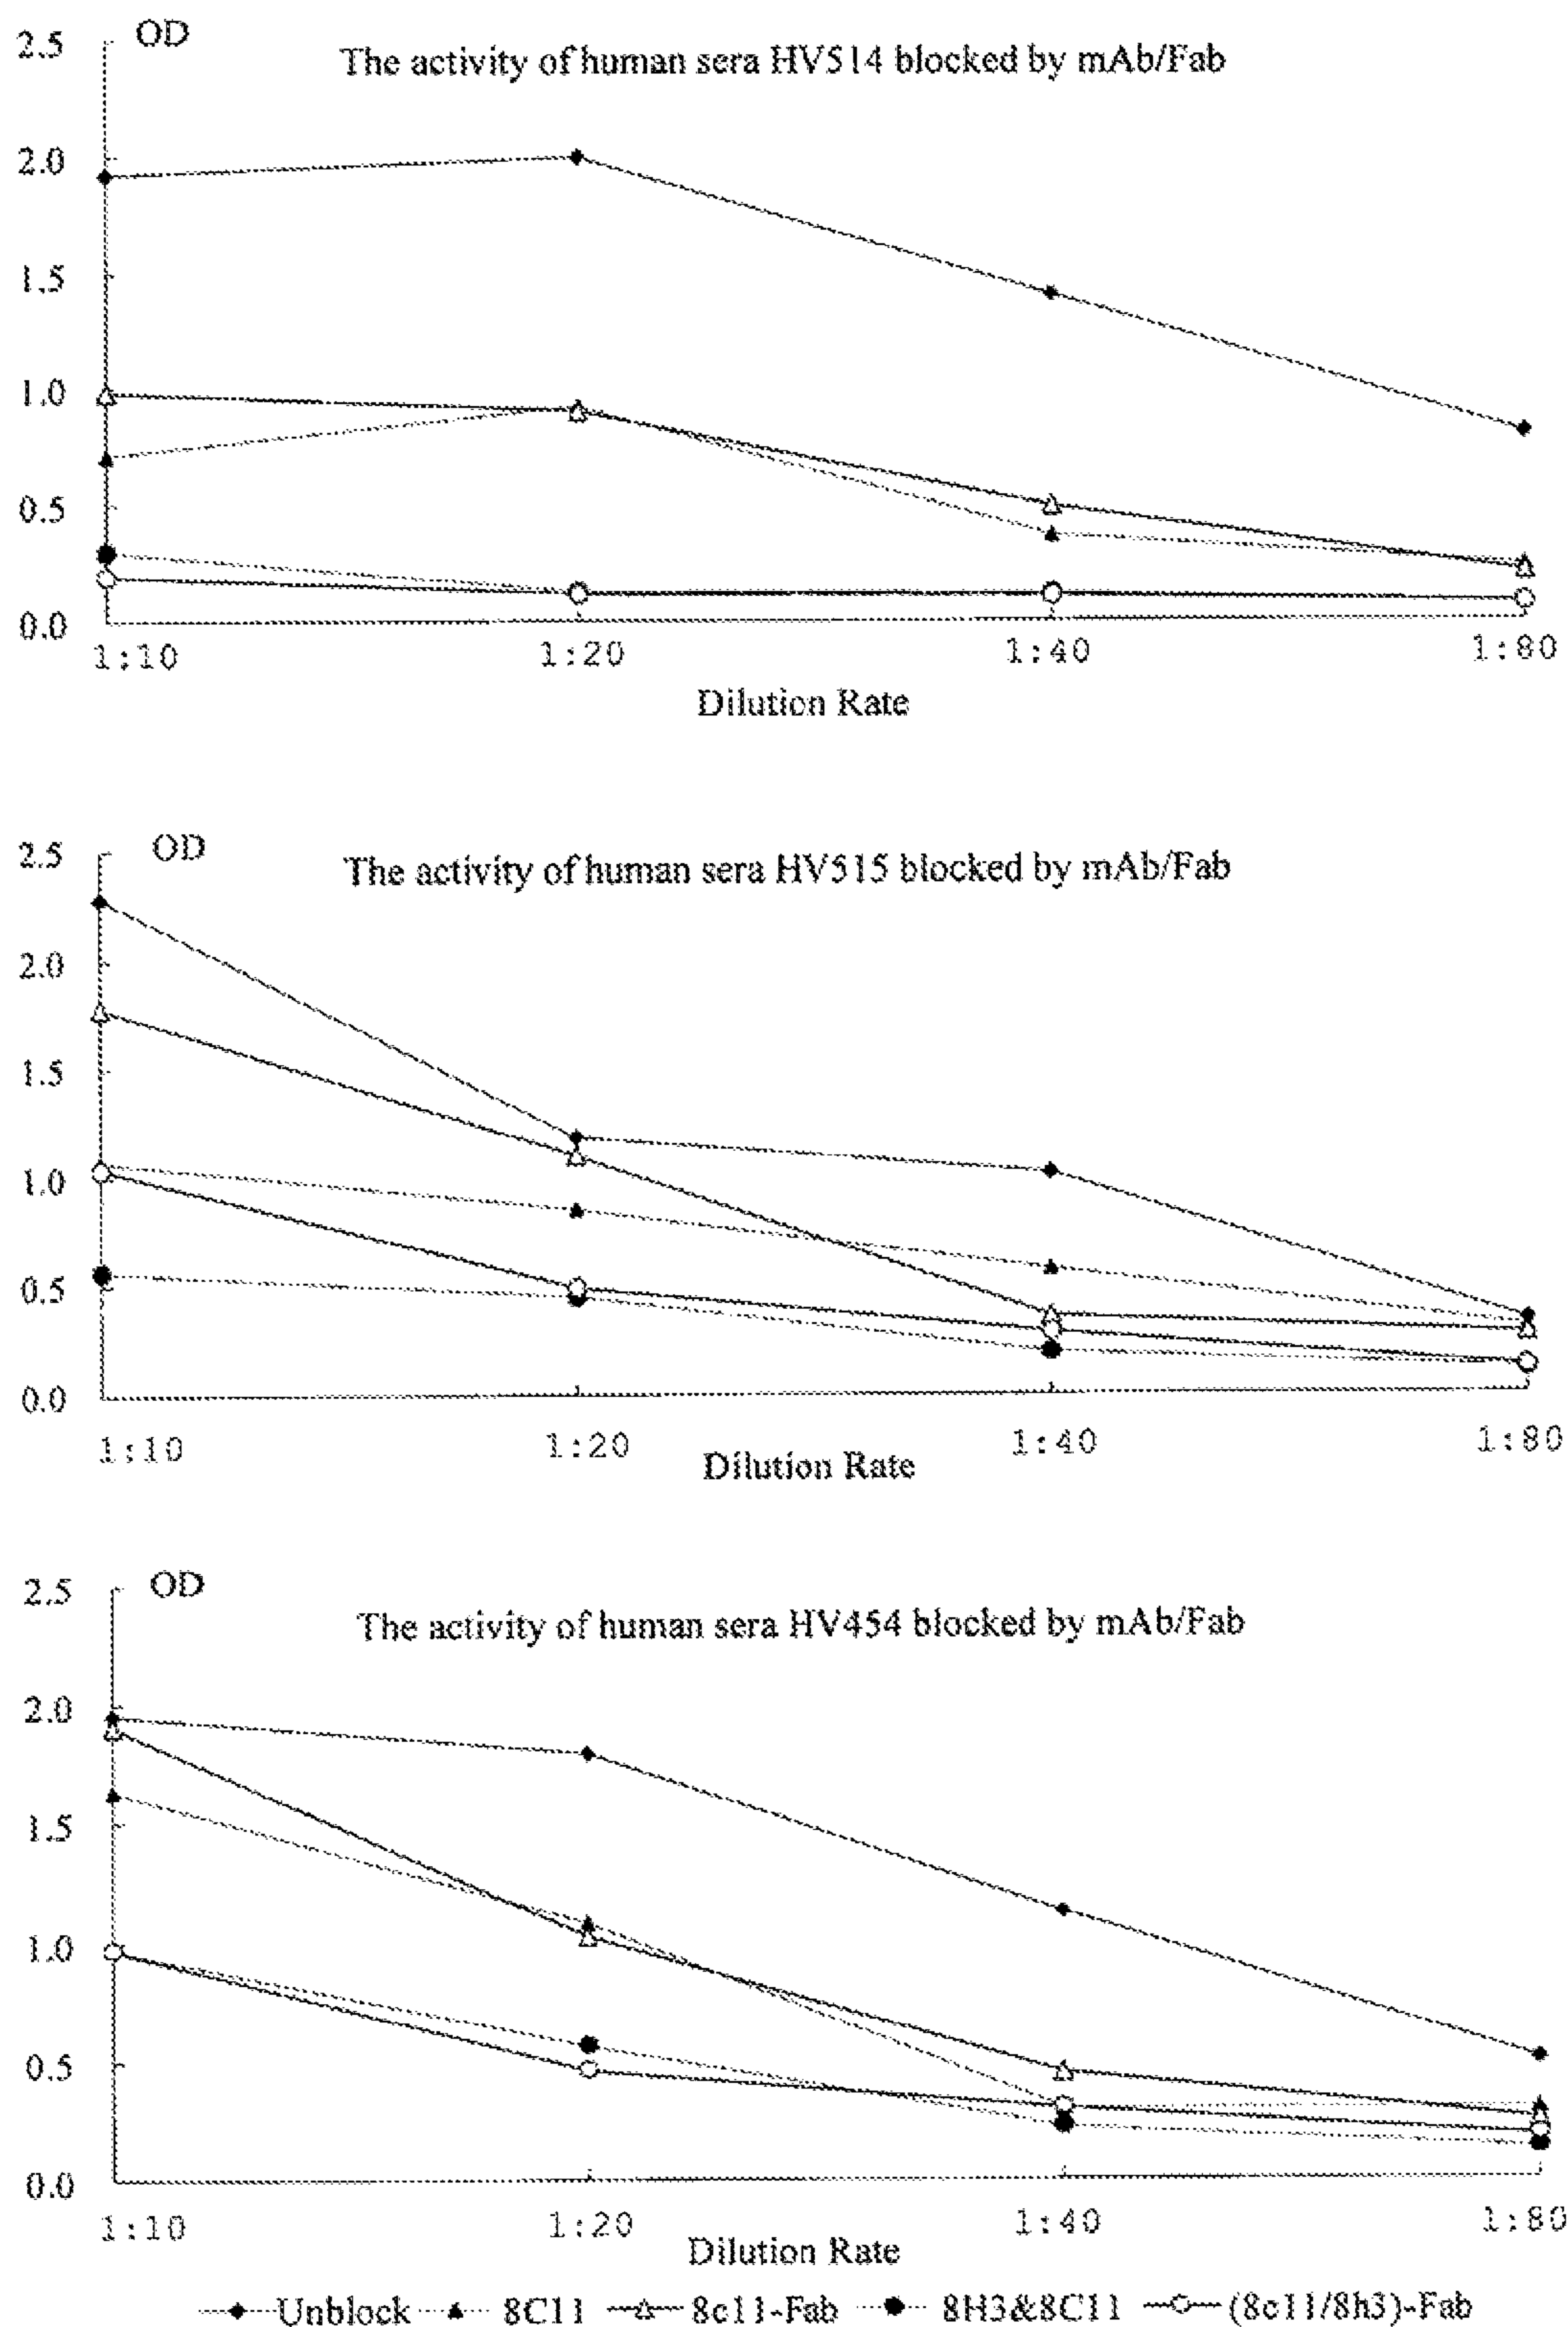 OD
2.5
The activity of human sera HV514 blocked by mAb/Fab
2.0
1.5
1.0
0.5
0.0
1:10 1:20 1:40 1:80
Dilution Rate
OD
2.5
The activity of human sera HV515 blocked by mAb/Fab
2.0
1.5
1.0
0.5
0.0
1:10 1:20 1:40 1:80
Dilution Rate
OD
2.5
The activity of human sera HV454 blocked by mAb/Fab
2.0
1.5
1.0
0.5
0.0
1:10 1:20 1:40 1:80
Dilution Rate
Unblock 8C11 8c11-Fab 8H3&8C11 (8c11/8h3)-Fab